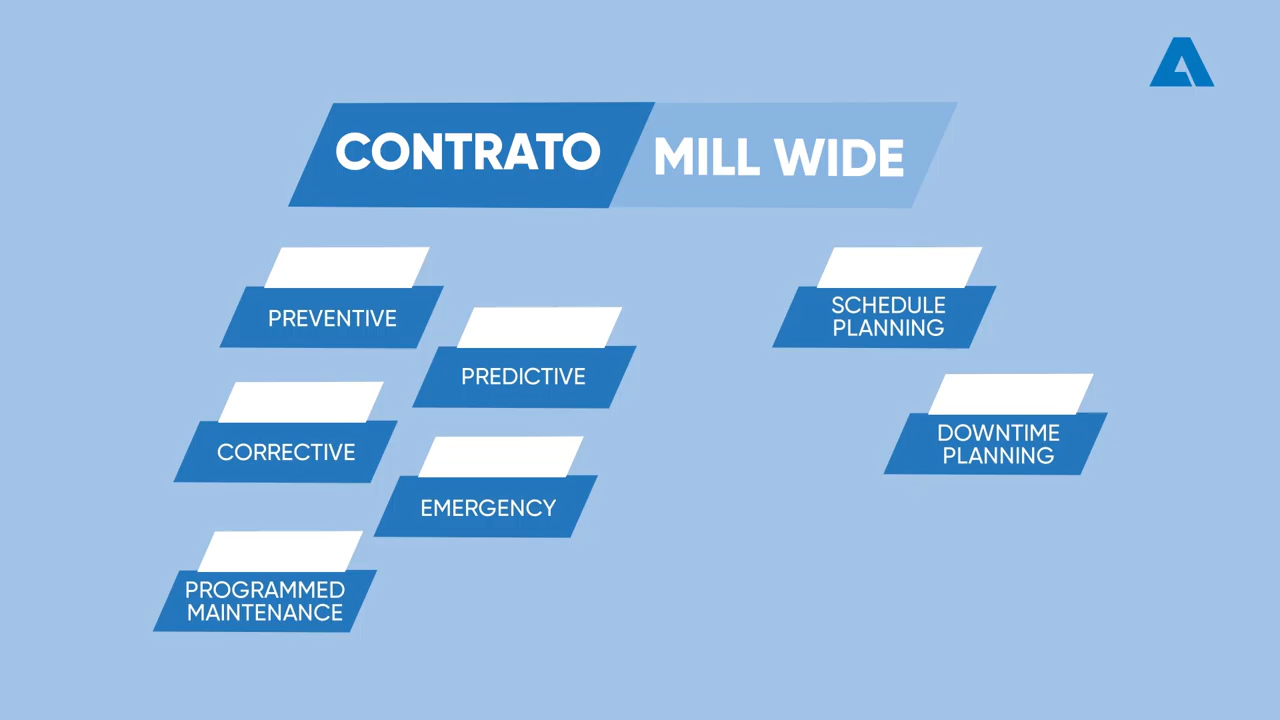 CONTRATO MILL WIDE
PREVENTIVE
PREDICTIVE
CORRECTIVE
EMERGENCY
PROGRAMMED
MAINTENANCE
SCHEDULE
PLANNING
DOWNTIME
PLANNING